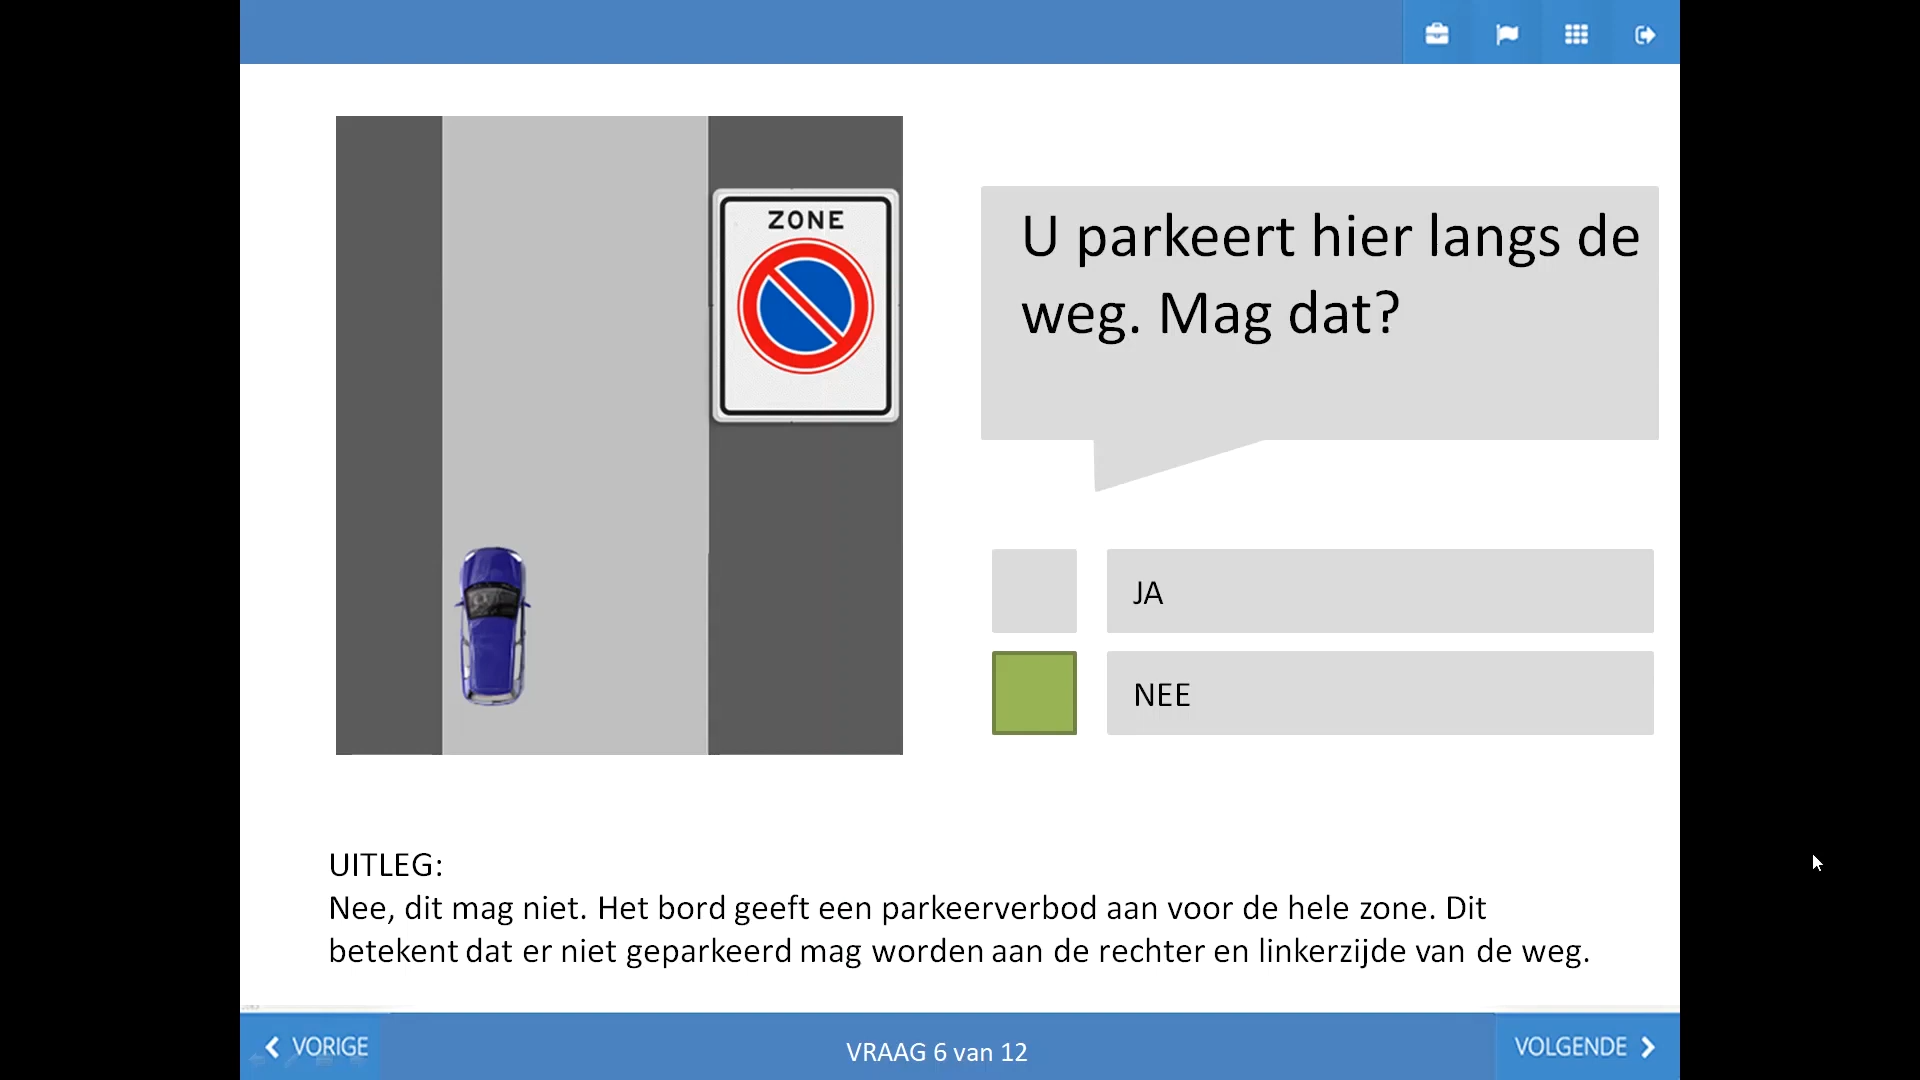 ZONE
U parkeert hier langs de
weg. Mag dat?
JA
NEE
UITLEG:
Nee, dit mag niet. Het bord geeft een parkeerverbod aan voor de hele zone. Dit
betekent dat er niet geparkeerd mag worden aan de rechter en linkerzijde van de weg.
VORIGE
VRAAG 6 van 12
VOLGENDE